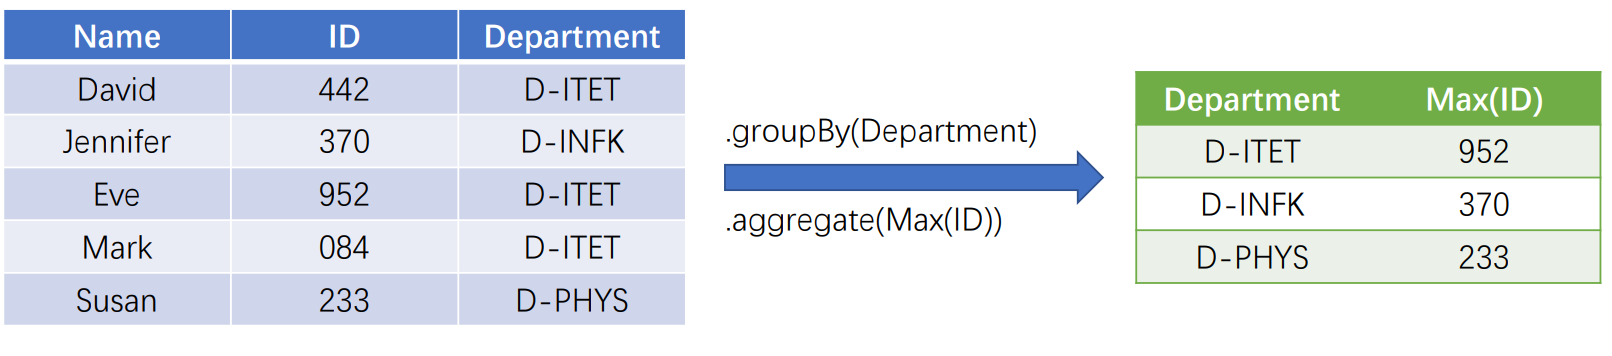 Name ID Department
David 442 D-ITET
Jennifer 370 D-INFK
Eve 952 D-ITET
Mark 084 D-ITET
Susan 233 D-PHYS
.groupBy(Department)
.aggregate(Max(ID))
Department Max(ID)
D-ITET 952
D-INFK 370
D-PHYS 233